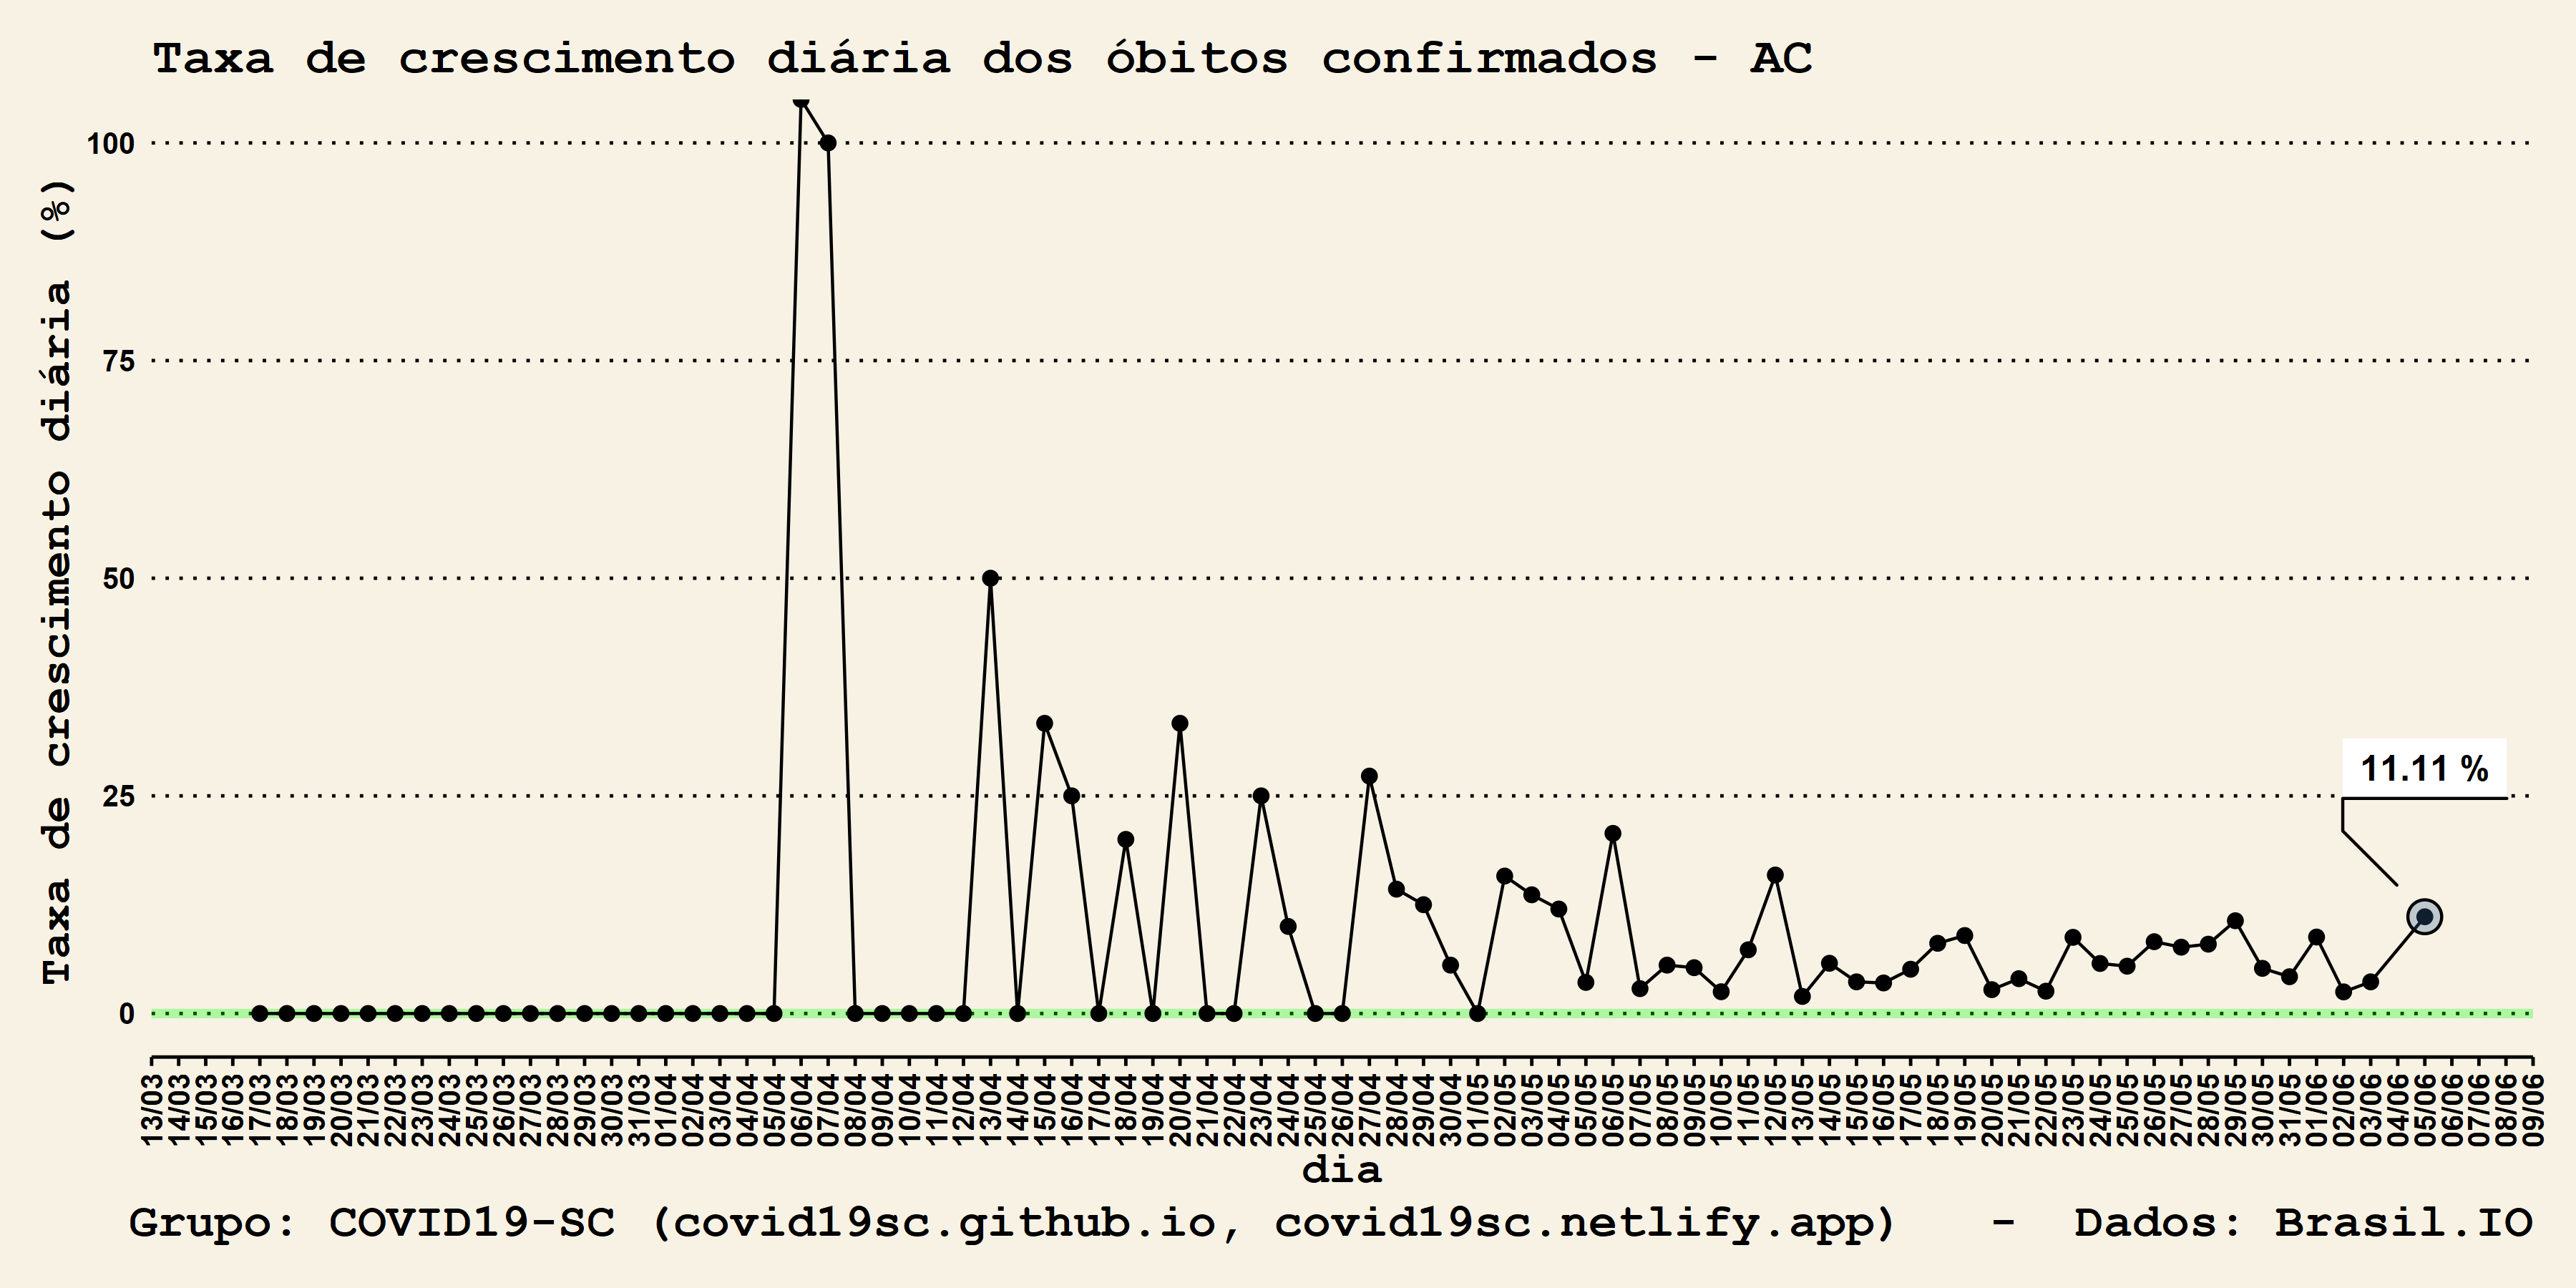 Taxa de crescimento diária dos óbitos confirmados - AC
Taxa de crescimento diária (%)
100
75
50
25
0
11.11 %
13/03 14/03 15/03 16/03 17/03 18/03 19/03 20/03 21/03 22/03 23/03 24/03 25/03 26/03 27/03 28/03 29/03 30/03 31/03 01/04 02/04 03/04 04/04 05/04 06/04 07/04 08/04 09/04 10/04 11/04 12/04 13/04 14/04 15/04 16/04 17/04 18/04 19/04 20/04 21/04 22/04 23/04 24/04 25/04 26/04 27/04 28/04 29/04 30/04 01/05 02/05 03/05 04/05 05/05 06/05 07/05 08/05 09/05 10/05 11/05 12/05 13/05 14/05 15/05 16/05 17/05 18/05 19/05 20/05 21/05 22/05 23/05 24/05 25/05 26/05 27/05 28/05 29/05 30/05 31/05 01/06 02/06 03/06 04/06 05/06 06/06 07/06 08/06 09/06
dia
Grupo: COVID19-SC (covid19sc.github.io, covid19sc.netlify.app) - Dados: Brasil.IO